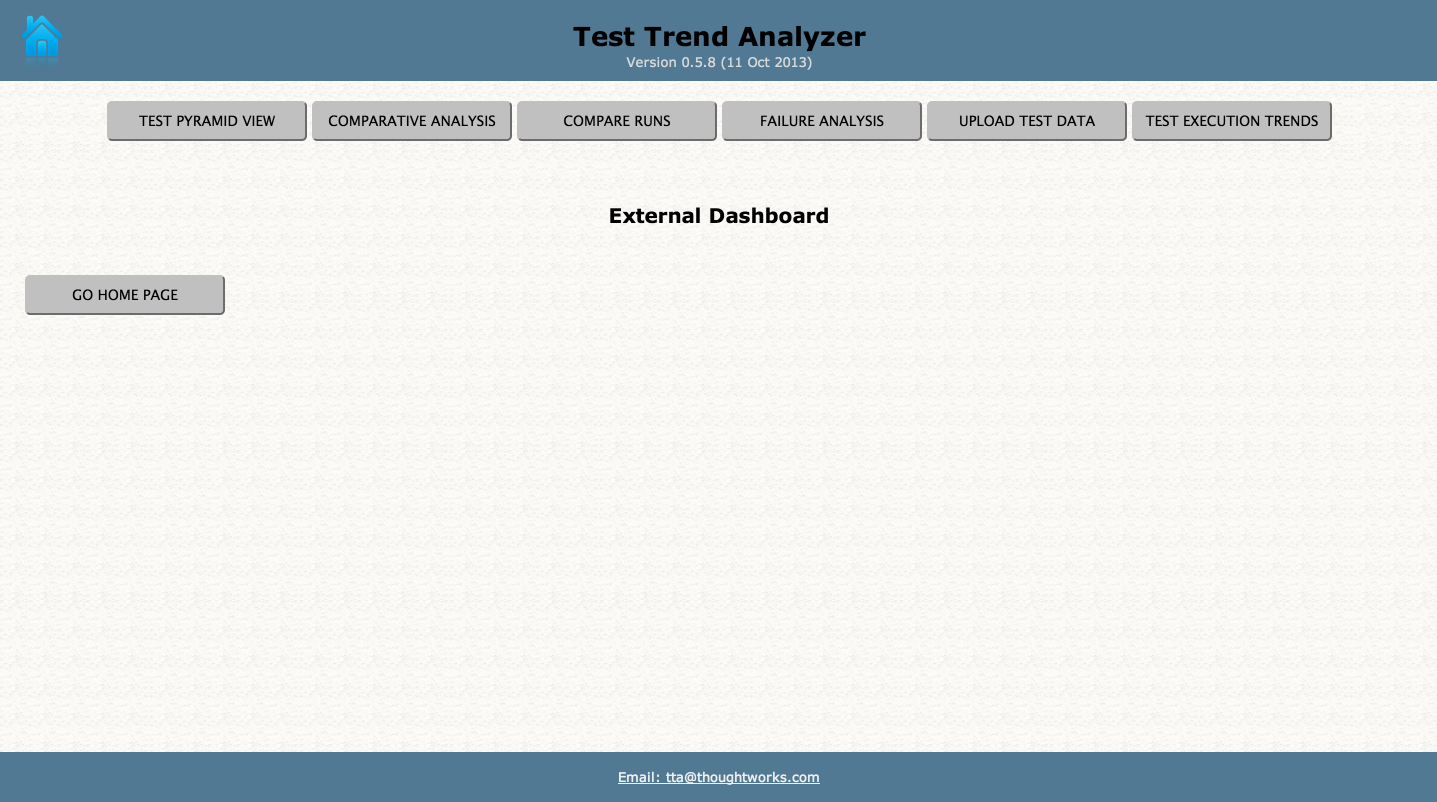 Test Trend Analyzer
Version 0.5.8 (11 Oct 2013)
TEST PYRAMID VIEW
COMPARATIVE ANALYSIS
COMPARE RUNS
FAILURE ANALYSIS
UPLOAD TEST DATA
TEST EXECUTION TRENDS
External Dashboard
GO HOME PAGE
Email: tta@thoughtworks.com